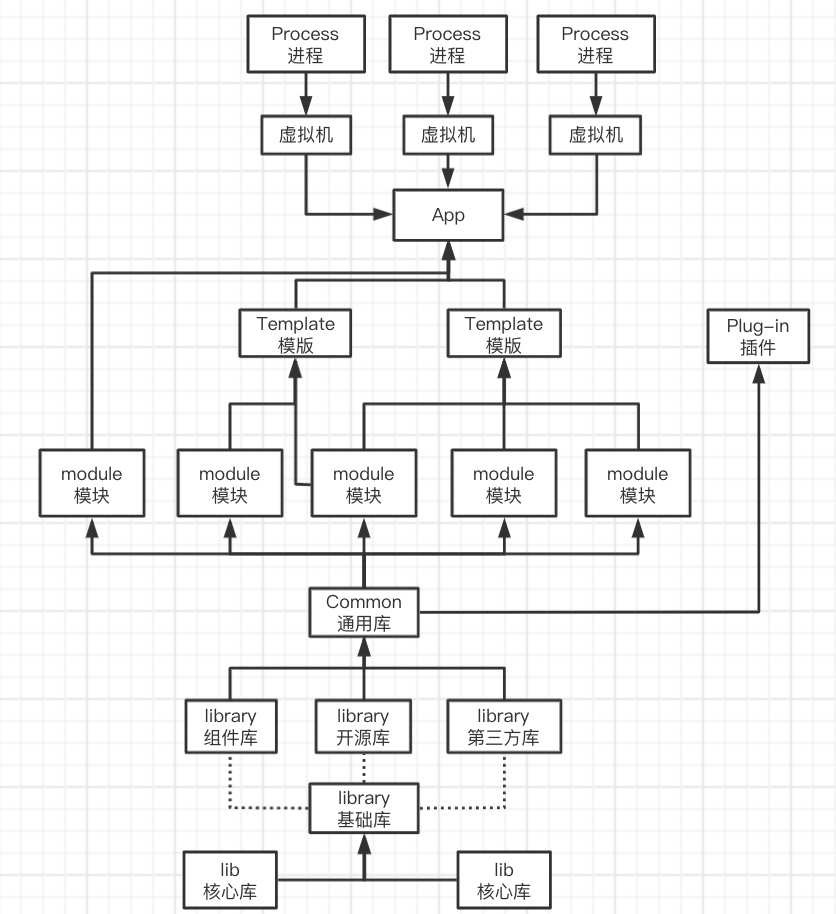 Process
进程
Process
进程
Process
进程
虚拟机
虚拟机
虚拟机
App
Template
模版
Template
模版
Plug-in
插件
module
模块
module
模块
module
模块
module
模块
module
模块
Common
通用库
library
组件库
library
开源库
library
第三方库
library
基础库
lib
核心库
lib
核心库